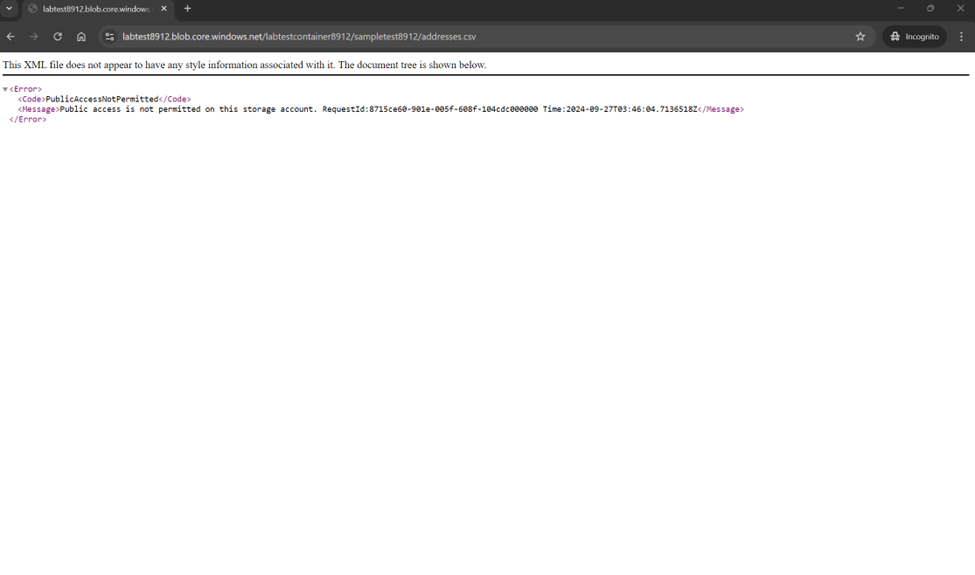 labtest8912.blob.core.windows.
labtest8912.blob.core.windows.net/labtestcontainer8912/sampletest8912/addresses.csv
Incognito
This XML file does not appear to have any style information associated with it. The document tree is shown below.
▼<Error>
<Code>PublicAccessNotPermitted</Code>
<Message>Public access is not permitted on this storage account. RequestId:8715ce60-901e-005f-608f-104cdc000000 Time:2024-09-27T03:46:04.7136518Z</Message>
</Error>